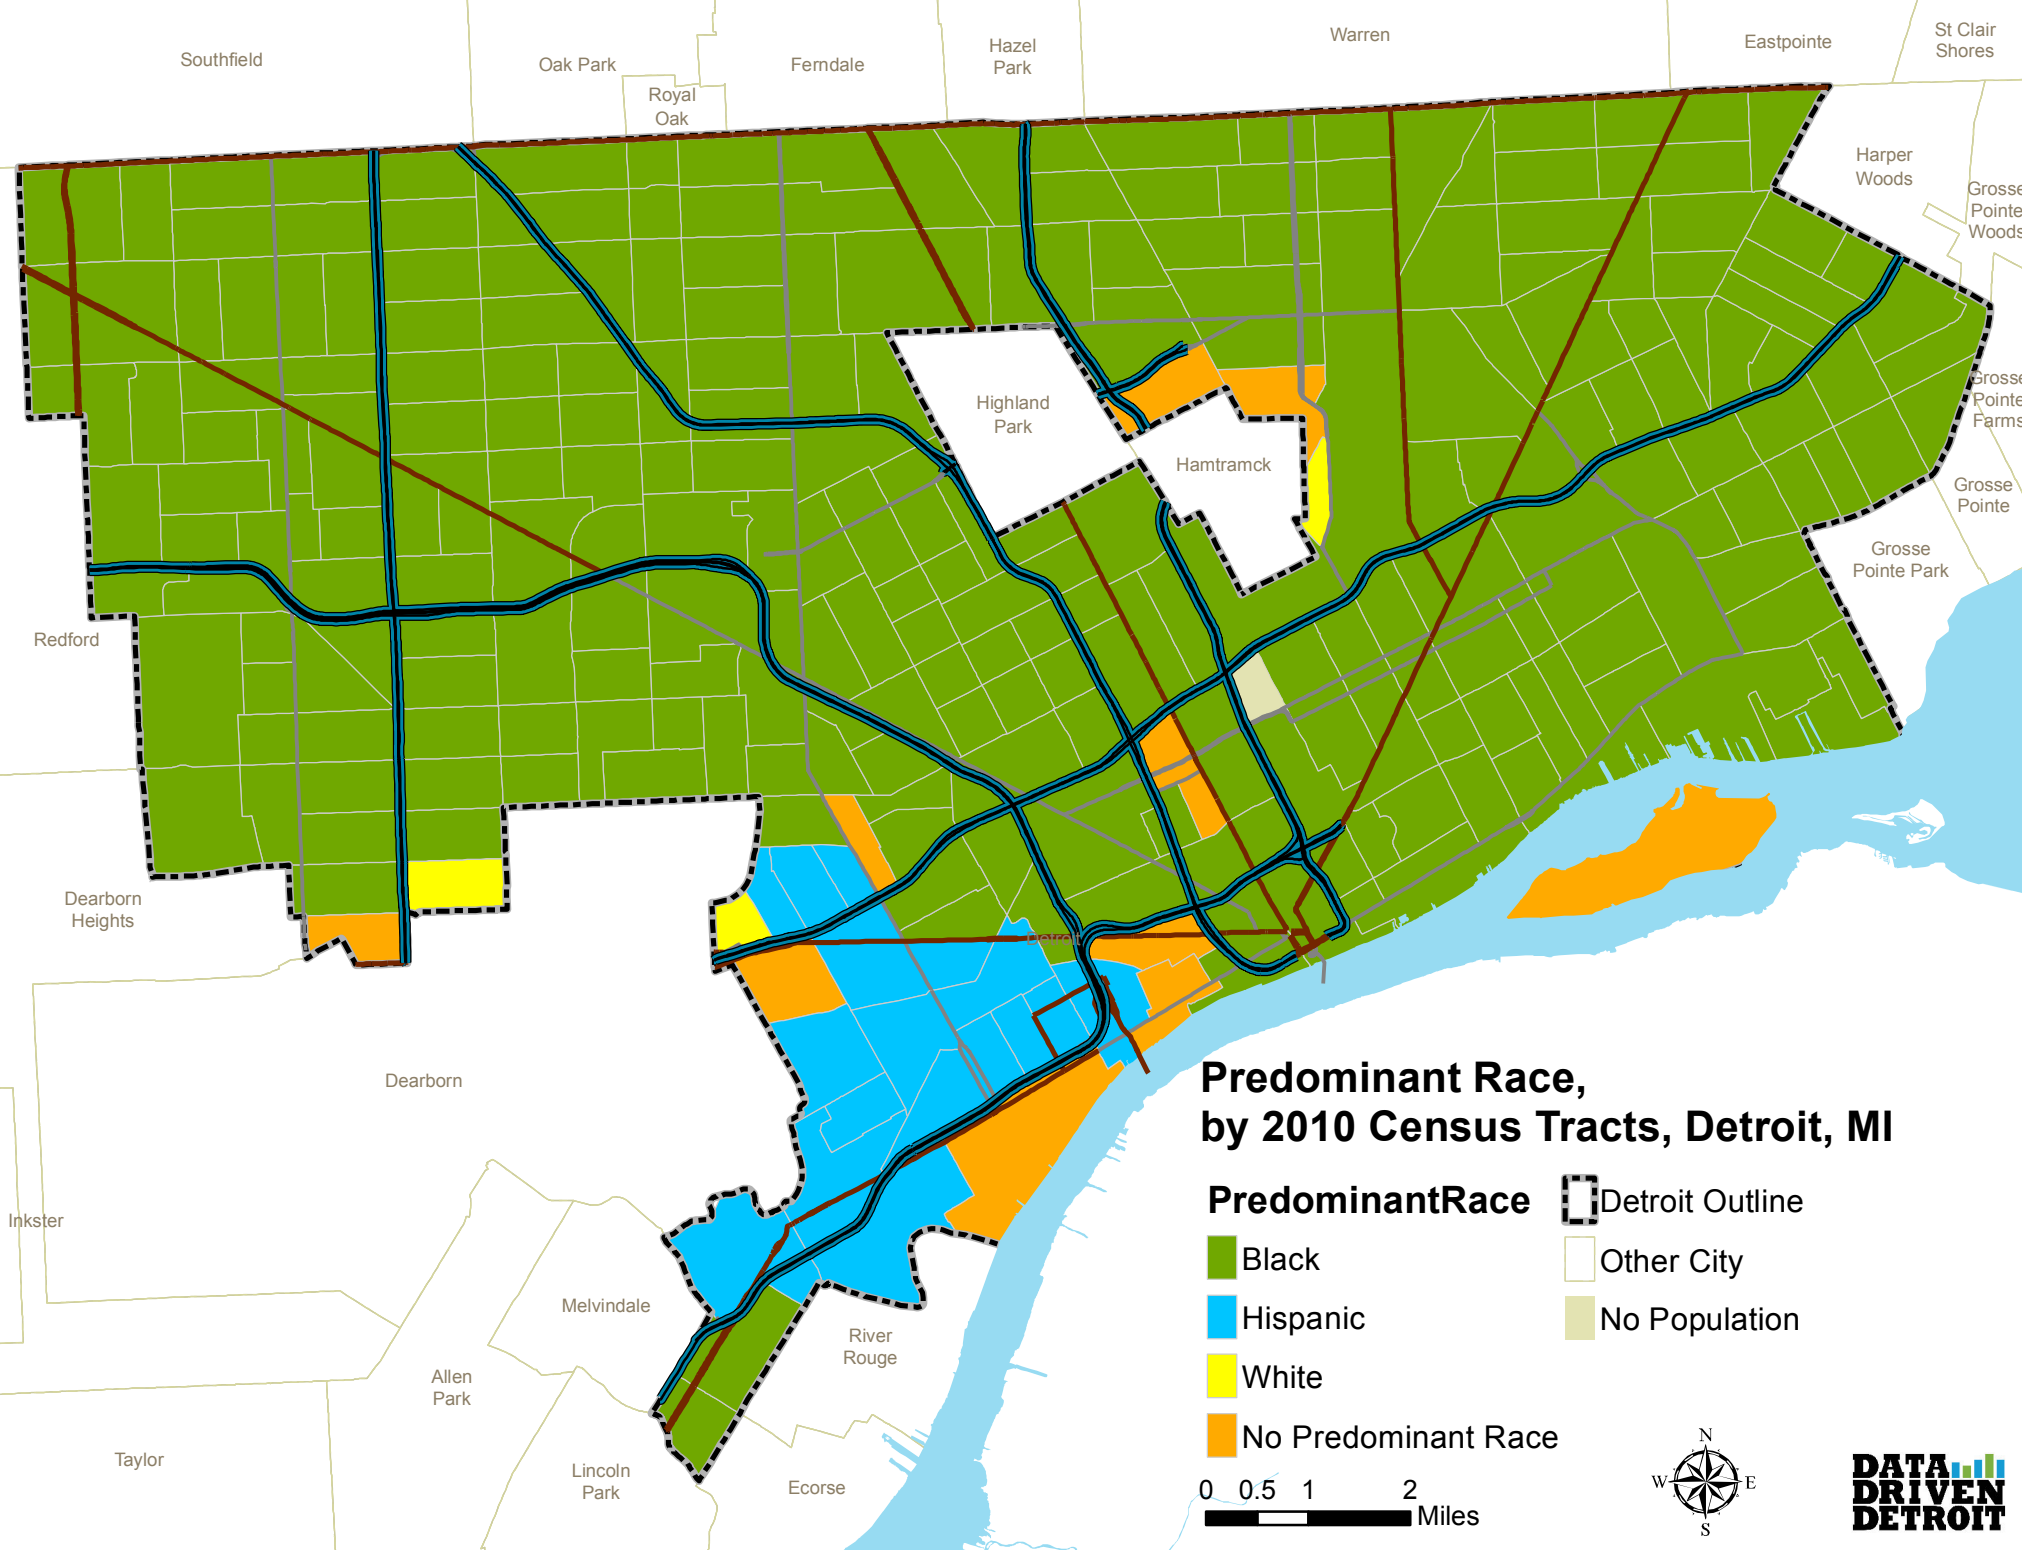 Southfield
Oak Park
Royal
Oak
Ferndale
Hazel
Park
Warren
Eastpointe
St Clair
Shores
Harper
Woods
Grosse
Pointe
Woods
Highland
Park
Hamtramck
Grosse
Pointe
Farms
Grosse
Pointe
Grosse
Pointe Park
Redford
Dearborn
Heights
Detroit
Dearborn
Inkster
Melvindale
River
Rouge
Allen
Park
Taylor
Lincoln
Park
Ecorse
Predominant Race,
by 2010 Census Tracts, Detroit, MI
PredominantRace
Black
Hispanic
White
No Predominant Race
Detroit Outline
Other City
No Population
0 0.5 1 2
Miles
N
W E
S
DATA
DRIVEN
DETROIT